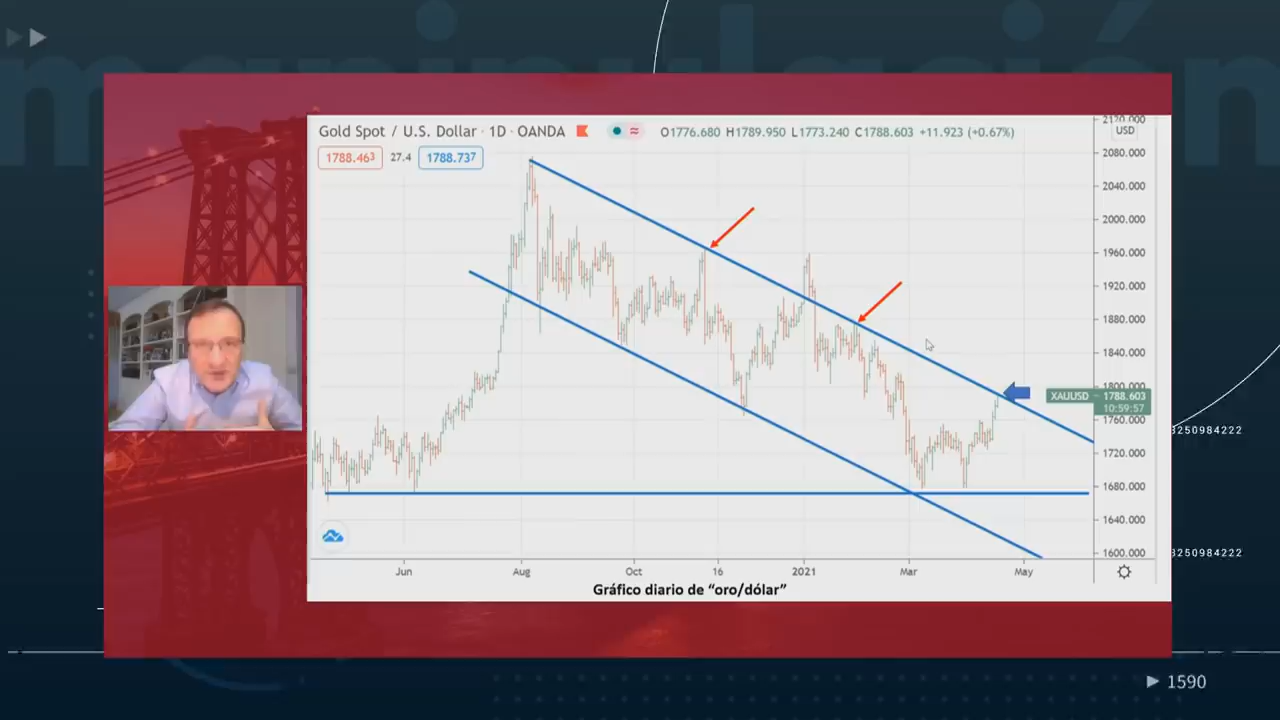 manipulación
Gold Spot / U.S. Dollar · 1D · OANDA
O1776.680 H1789.950 L1773.240 C1788.603 +11.923 (+0.67%)
1788.463 27.4 1788.737
2120.000
USD
2080.000
2040.000
2000.000
1960.000
1920.000
1880.000
1840.000
1800.000
XAUUSD 1788.603
10:59:57
1760.000
1720.000
1680.000
1640.000
1600.000
Jun Aug Oct 16 2021 Mar May
Gráfico diario de “oro/dólar”
3250984222
3250984222
1590